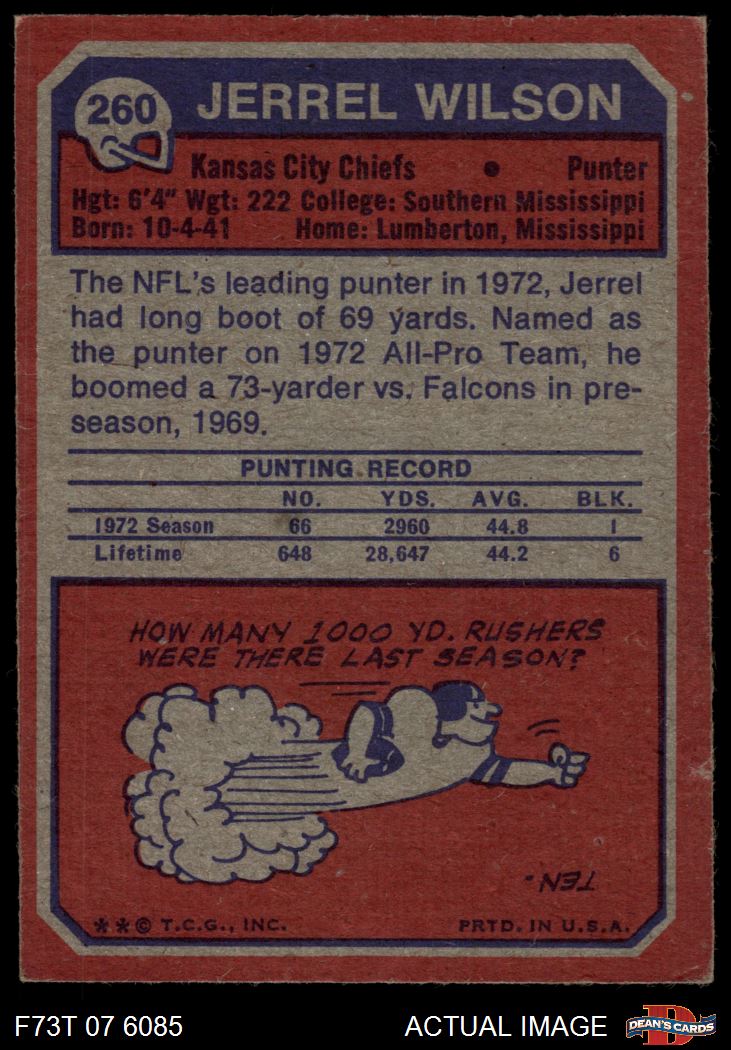 260 JERREL WILSON
Kansas City Chiefs • Punter
Hgt: 6'4" Wgt: 222 College: Southern Mississippi
Born: 10-4-41 Home: Lumberton, Mississippi
The NFL's leading punter in 1972, Jerrel
had long boot of 69 yards. Named as
the punter on 1972 All-Pro Team, he
boomed a 73-yarder vs. Falcons in pre-
season, 1969.
PUNTING RECORD
NO. YDS. AVG. BLK.
1972 Season 66 2960 44.8 1
Lifetime 648 28,647 44.2 6
HOW MANY 1000 YD. RUSHERS
WERE THERE LAST SEASON?
TEN.
**© T.C.G., INC. PRTD. IN U.S.A.
F73T 07 6085 ACTUAL IMAGE D DEAN'S CARDS